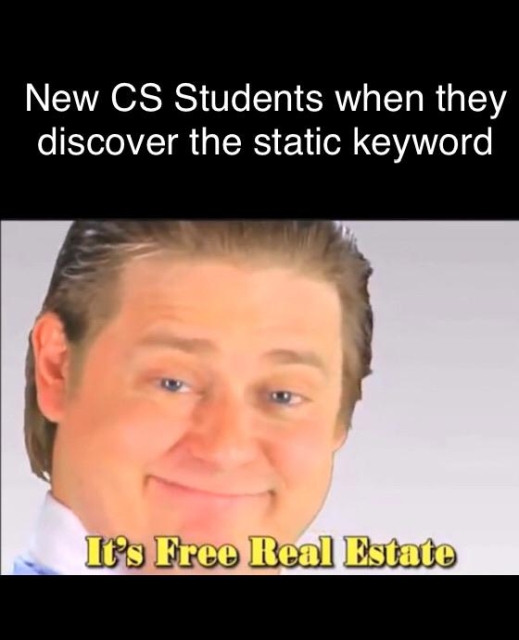 New CS Students when they
discover the static keyword
It's Free Real Estate